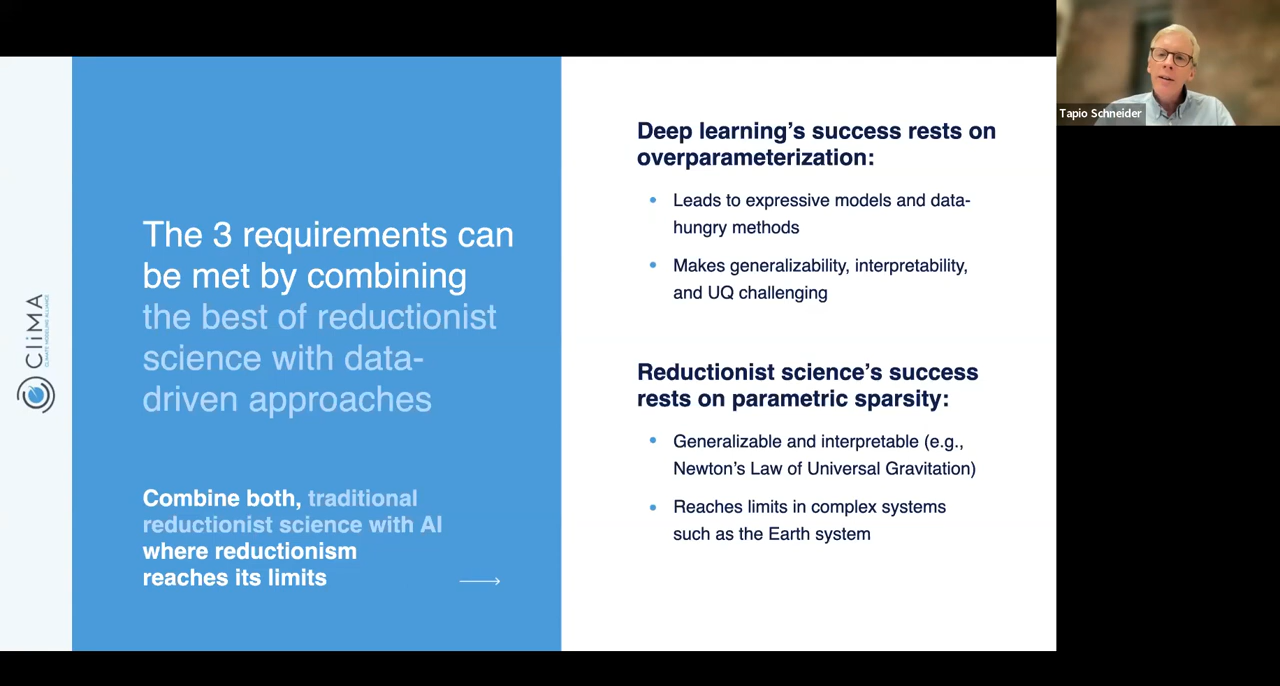 CliMA
CLIMATE MODELING ALLIANCE
The 3 requirements can
be met by combining
the best of reductionist
science with data-
driven approaches
Combine both, traditional
reductionist science with AI
where reductionism
reaches its limits
Deep learning's success rests on
overparameterization:
• Leads to expressive models and data-
hungry methods
• Makes generalizability, interpretability,
and UQ challenging
Reductionist science's success
rests on parametric sparsity:
• Generalizable and interpretable (e.g.,
Newton's Law of Universal Gravitation)
• Reaches limits in complex systems
such as the Earth system
Tapio Schneider